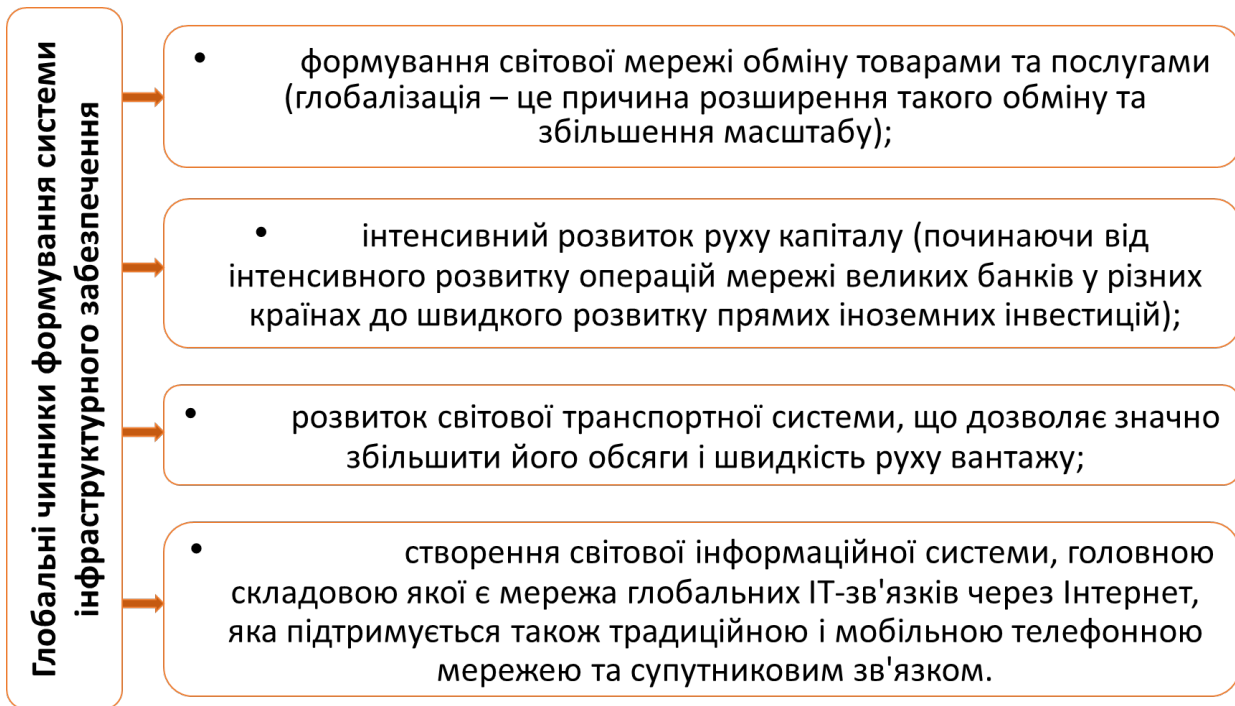 Глобальні чинники формування системи
інфраструктурного забезпечення
• формування світової мережі обміну товарами та послугами
(глобалізація – це причина розширення такого обміну та
збільшення масштабу);
• інтенсивний розвиток руху капіталу (починаючи від
інтенсивного розвитку операцій мережі великих банків у різних
країнах до швидкого розвитку прямих іноземних інвестицій);
• розвиток світової транспортної системи, що дозволяє значно
збільшити його обсяги і швидкість руху вантажу;
• створення світової інформаційної системи, головною
складовою якої є мережа глобальних ІТ-зв'язків через Інтернет,
яка підтримується також традиційною і мобільною телефонною
мережею та супутниковим зв'язком.